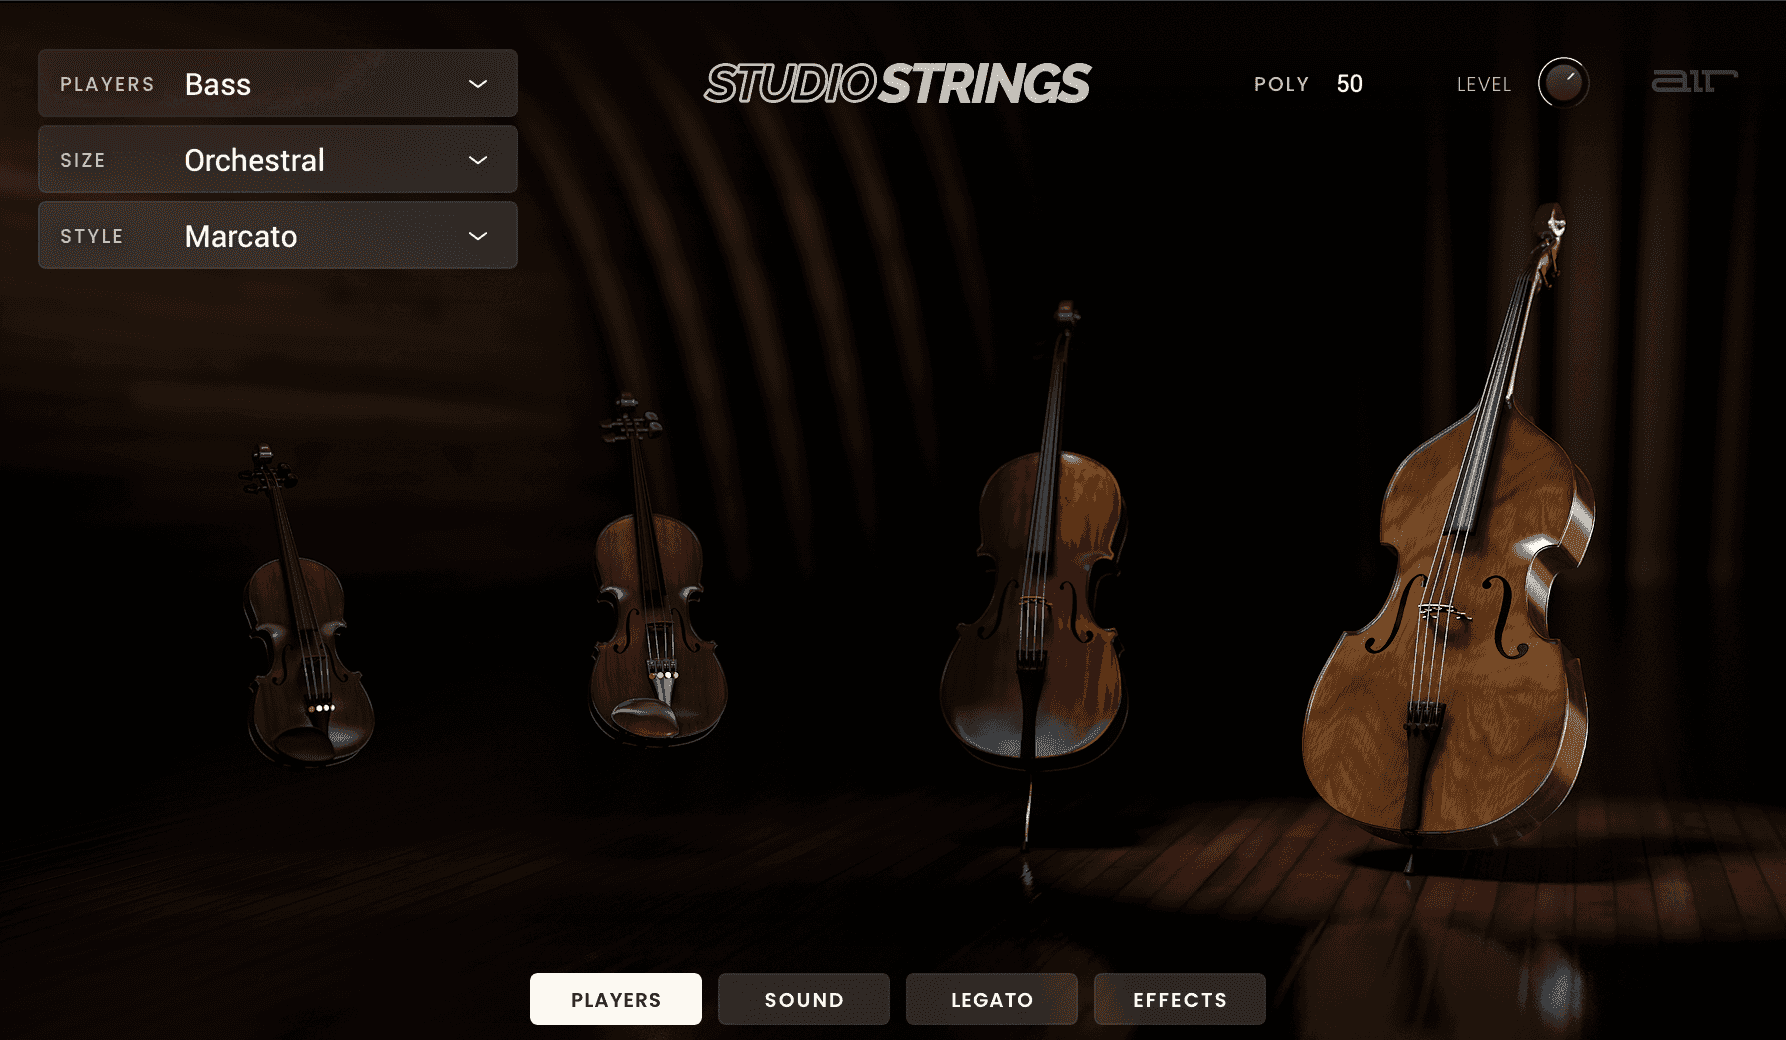 PLAYERS Bass
SIZE Orchestral
STYLE Marcato
STUDIO STRINGS
POLY 50
LEVEL
air
PLAYERS
SOUND
LEGATO
EFFECTS